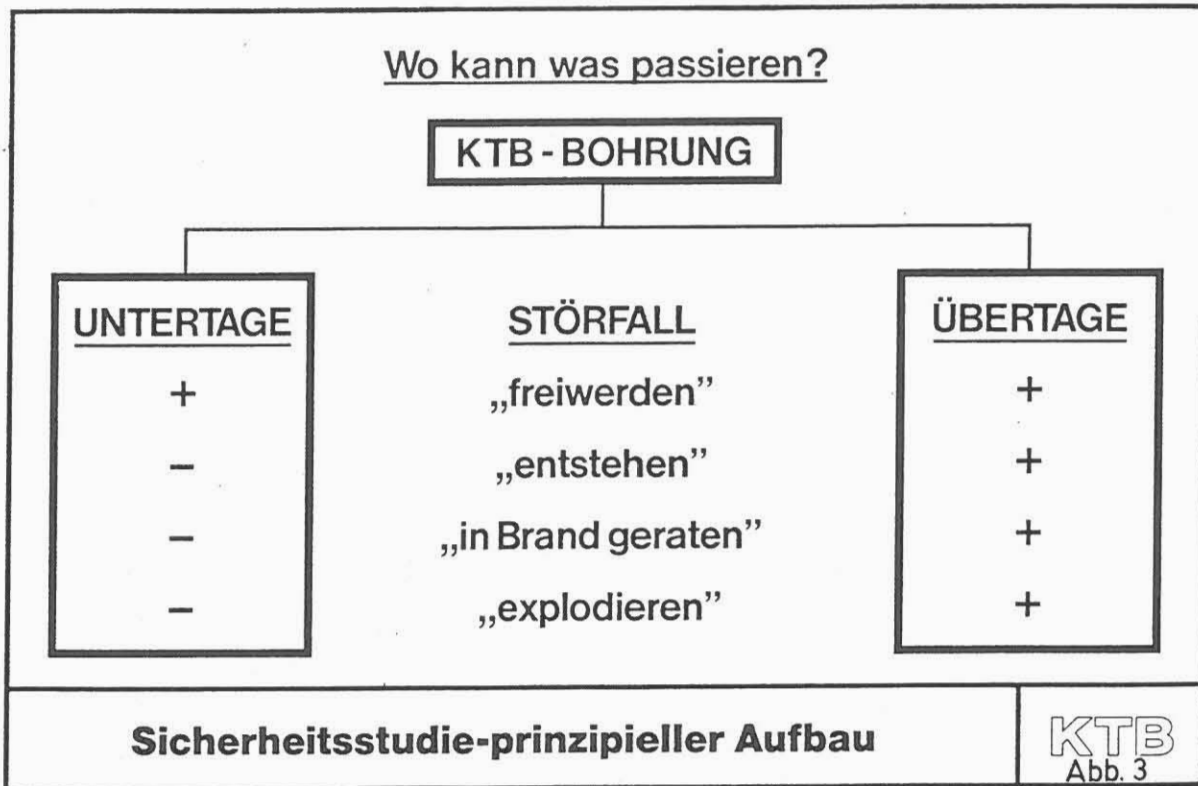 Wo kann was passieren?
KTB - BOHRUNG
UNTERTAGE STÖRFALL ÜBERTAGE
+ „freiwerden” +
– „entstehen” +
– „in Brand geraten” +
– „explodieren” +
Sicherheitsstudie-prinzipieller Aufbau
KTB
Abb. 3